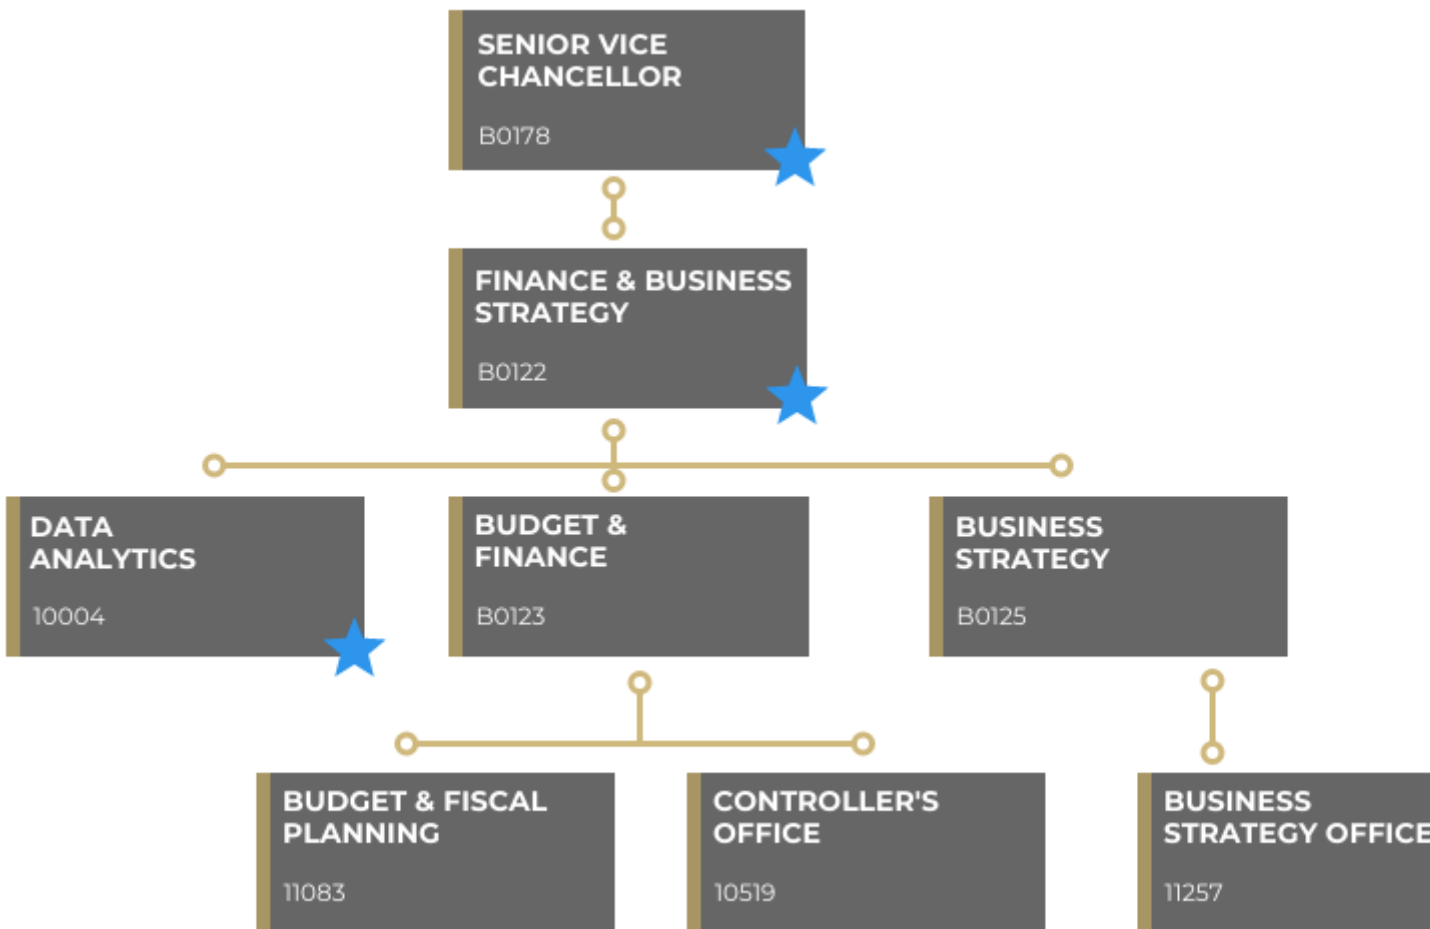 SENIOR VICE
CHANCELLOR
B0178
FINANCE & BUSINESS
STRATEGY
B0122
DATA
ANALYTICS
10004
BUDGET &
FINANCE
B0123
BUSINESS
STRATEGY
B0125
BUDGET & FISCAL
PLANNING
11083
CONTROLLER'S
OFFICE
10519
BUSINESS
STRATEGY OFFICE
11257